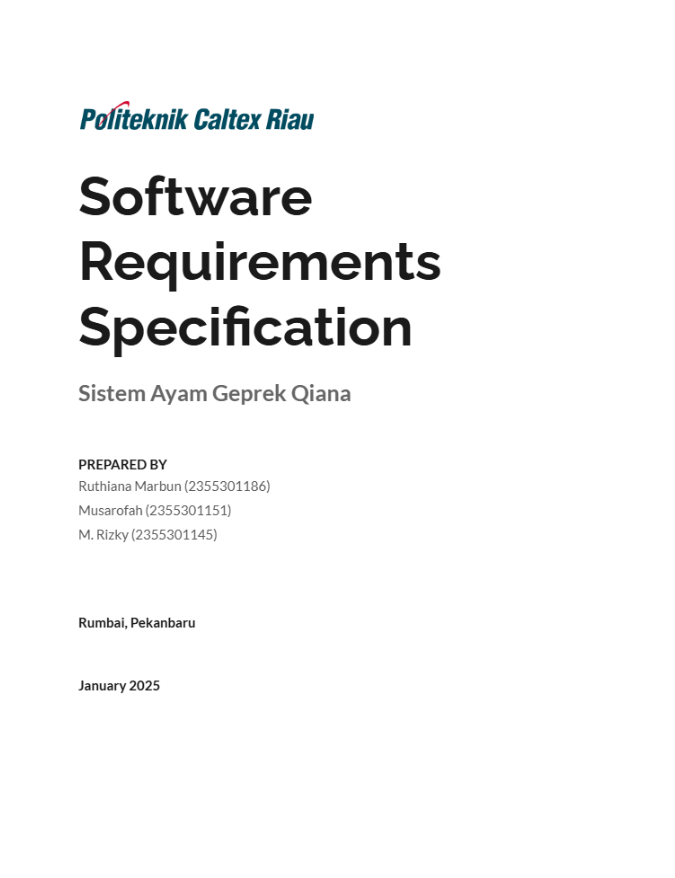 Politeknik Caltex Riau
Software
Requirements
Specification
Sistem Ayam Geprek Qiana
PREPARED BY
Ruthiana Marbun (2355301186)
Musarofah (2355301151)
M. Rizky (2355301145)
Rumbai, Pekanbaru
January 2025